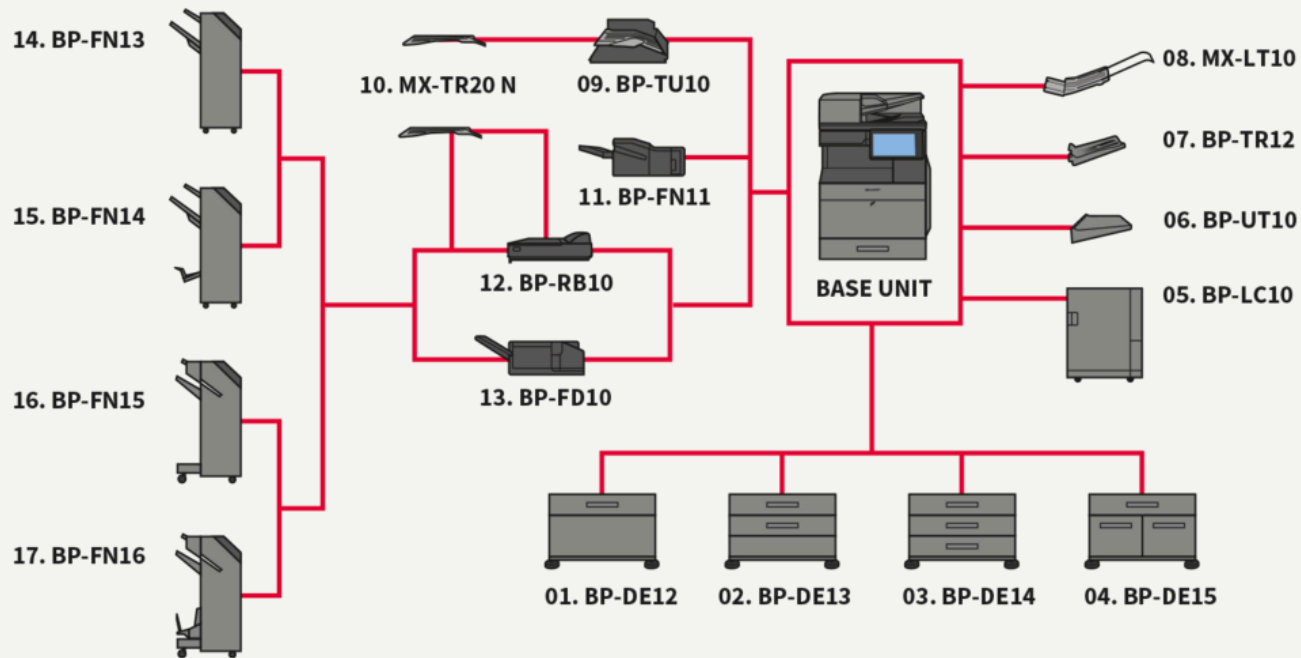 14. BP-FN13
10. MX-TR20 N
09. BP-TU10
08. MX-LT10
07. BP-TR12
15. BP-FN14
11. BP-FN11
06. BP-UT10
12. BP-RB10
BASE UNIT
05. BP-LC10
16. BP-FN15
13. BP-FD10
17. BP-FN16
01. BP-DE12
02. BP-DE13
03. BP-DE14
04. BP-DE15